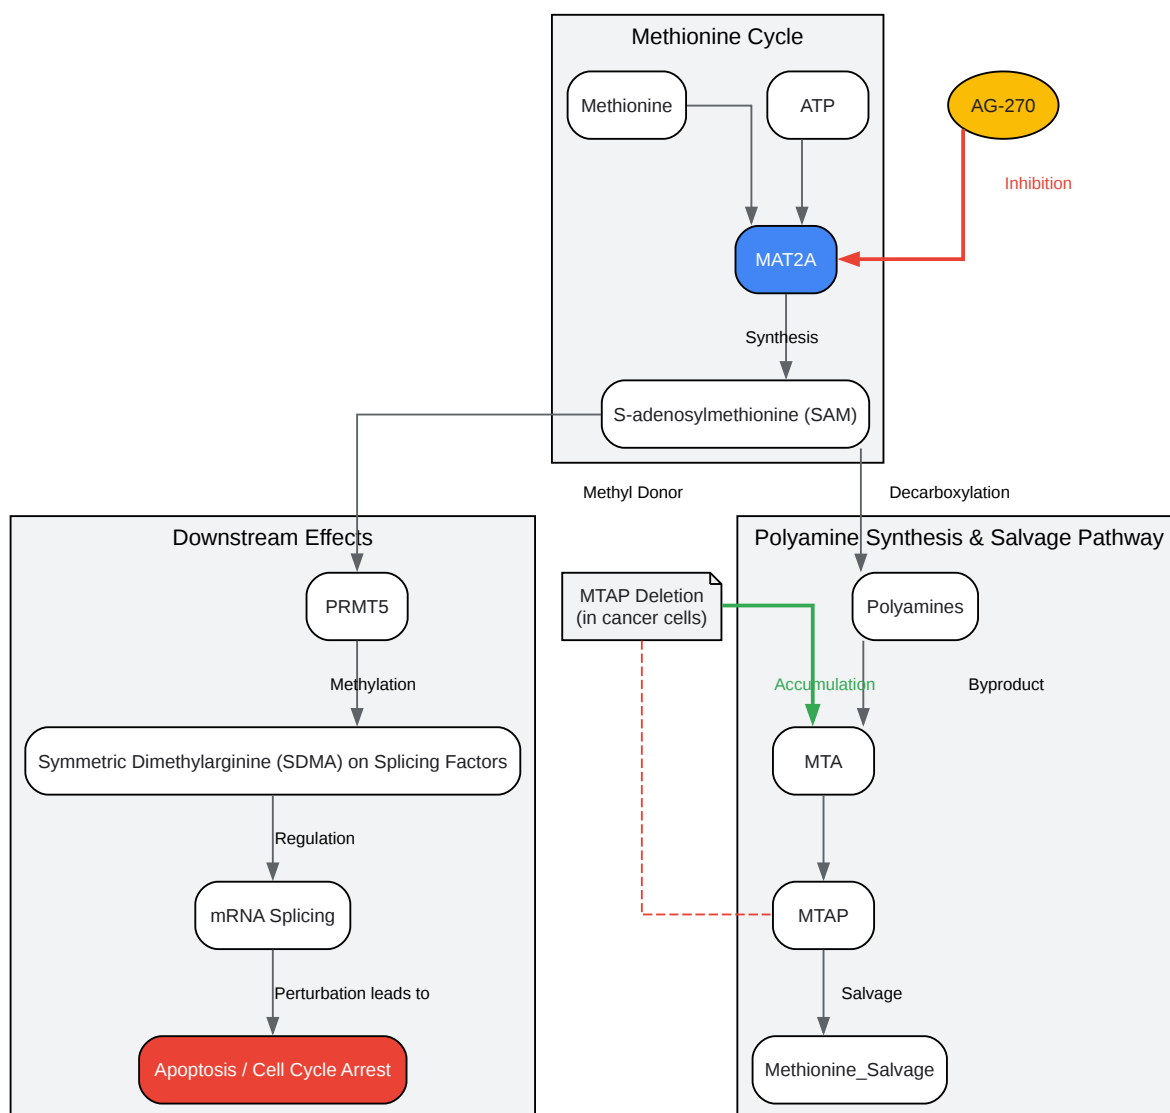 Methionine Cycle
Methionine
ATP
AG-270
Inhibition
MAT2A
Synthesis
S-adenosylmethionine (SAM)
Methyl Donor
Decarboxylation
Downstream Effects
Polyamine Synthesis & Salvage Pathway
PRMT5
MTAP Deletion
(in cancer cells)
Polyamines
Methylation
Accumulation
Byproduct
Symmetric Dimethylarginine (SDMA) on Splicing Factors
MTA
Regulation
mRNA Splicing
MTAP
Perturbation leads to
Salvage
Apoptosis / Cell Cycle Arrest
Methionine_Salvage